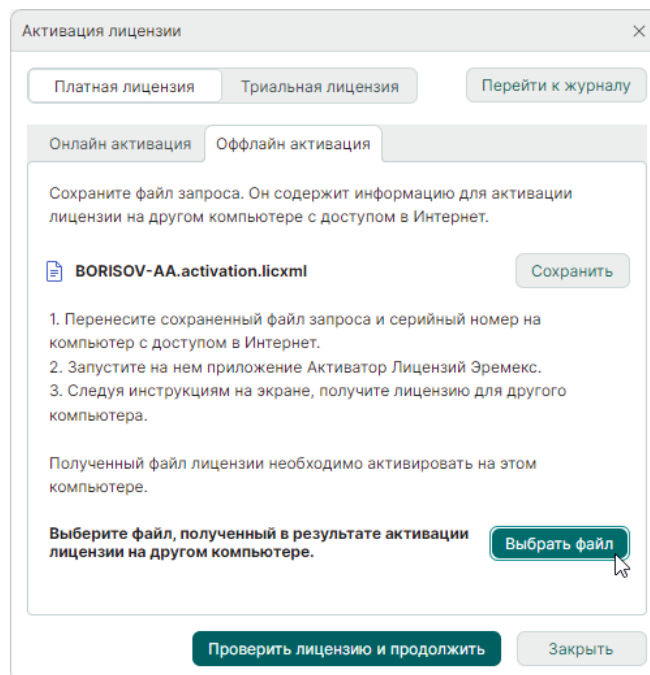 Активация лицензии
Платная лицензия
Триальная лицензия
Перейти к журналу
Онлайн активация
Оффлайн активация
Сохраните файл запроса. Он содержит информацию для активации
лицензии на другом компьютере с доступом в Интернет.
BORISOV-AA.activation.licxml
Сохранить
1. Перенесите сохраненный файл запроса и серийный номер на
компьютер с доступом в Интернет.
2. Запустите на нем приложение Активатор Лицензий Эремекс.
3. Следуя инструкциям на экране, получите лицензию для другого
компьютера.
Полученный файл лицензии необходимо активировать на этом
компьютере.
Выберите файл, полученный в результате активации
лицензии на другом компьютере.
Выбрать файл
Проверить лицензию и продолжить
Закрыть